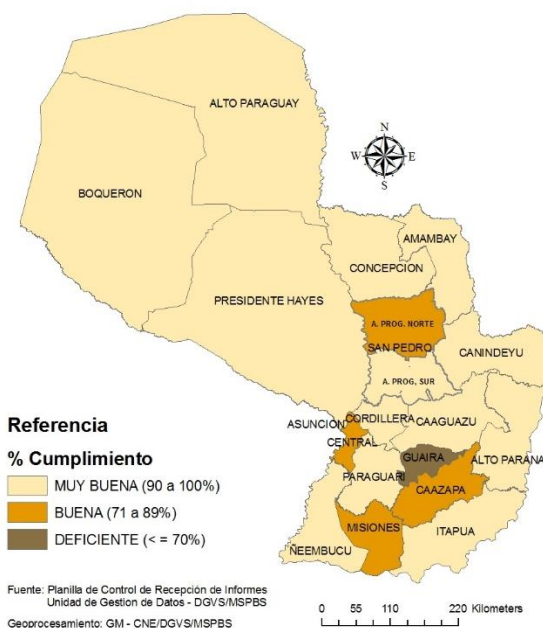 ALTO PARAGUAY
N
W E
S
BOQUERON
AMAMBAY
CONCEPCION
PRESIDENTE HAYES
A. PROG. NORTE
SAN PEDRO
CANINDEYU
A. PROG. SUR
ASUNCION
CORDILLERA
CAAGUAZU
CENTRAL
GUAIRA
ALTO PARANA
PARAGUARI
CAAZAPA
MISIONES
ITAPUA
ÑEEMBUCU
Referencia
% Cumplimiento
MUY BUENA (90 a 100%)
BUENA (71 a 89%)
DEFICIENTE (< = 70%)
Fuente: Planilla de Control de Recepción de Informes
Unidad de Gestion de Datos - DGVS/MSPBS
Geoprocesamiento: GM - CNE/DGVS/MSPBS
0 55 110 220 Kilometers